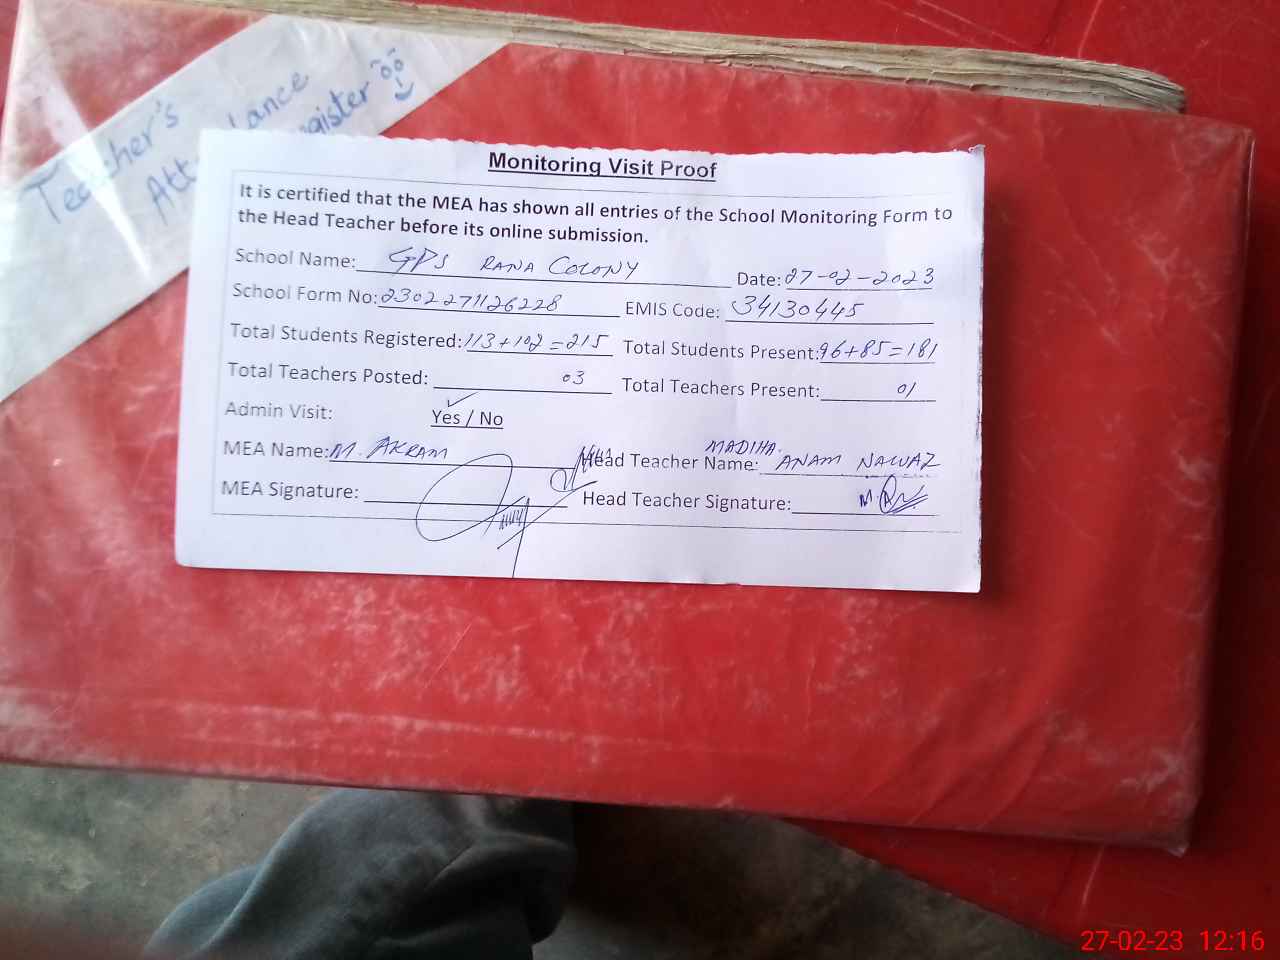 Teacher's
Attendance
Register
Monitoring Visit Proof
It is certified that the MEA has shown all entries of the School Monitoring Form to
the Head Teacher before its online submission.
School Name: GPS RANA COLONY Date: 27-02-2023
School Form No: 2302271126228 EMIS Code: 34130445
Total Students Registered: 113+102=215 Total Students Present: 96+85=181
Total Teachers Posted: 03 Total Teachers Present: 01
Admin Visit: Yes / No
MEA Name: M. AKRAM Head Teacher Name: MADIHA. ANAM NAWAZ
MEA Signature: Head Teacher Signature:
27-02-23 12:16